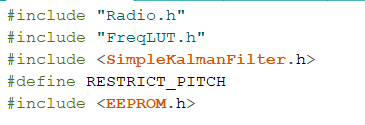 #include "Radio.h"
#include "FreqLUT.h"
#include <SimpleKalmanFilter.h>
#define RESTRICT_PITCH
#include <EEPROM.h>